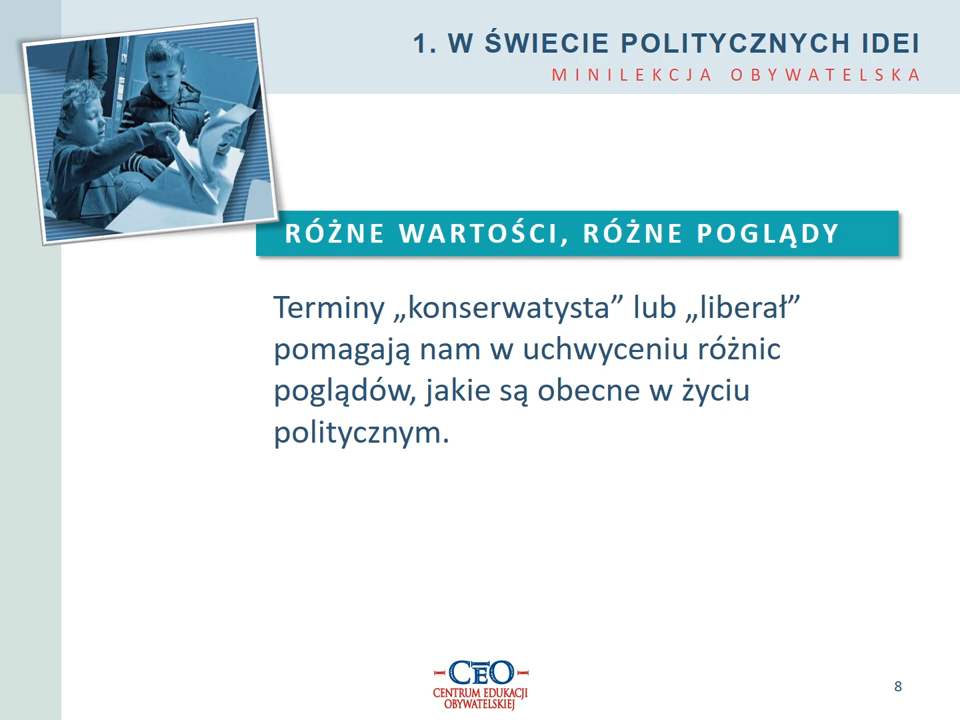 1. W ŚWIECIE POLITYCZNYCH IDEI
MINILEKCJA OBYWATELSKA
RÓŻNE WARTOŚCI, RÓŻNE POGLĄDY
Terminy „konserwatysta” lub „liberał”
pomagają nam w uchwyceniu różnic
poglądów, jakie są obecne w życiu
politycznym.
CEO
CENTRUM EDUKACJI
OBYWATELSKIEJ
8